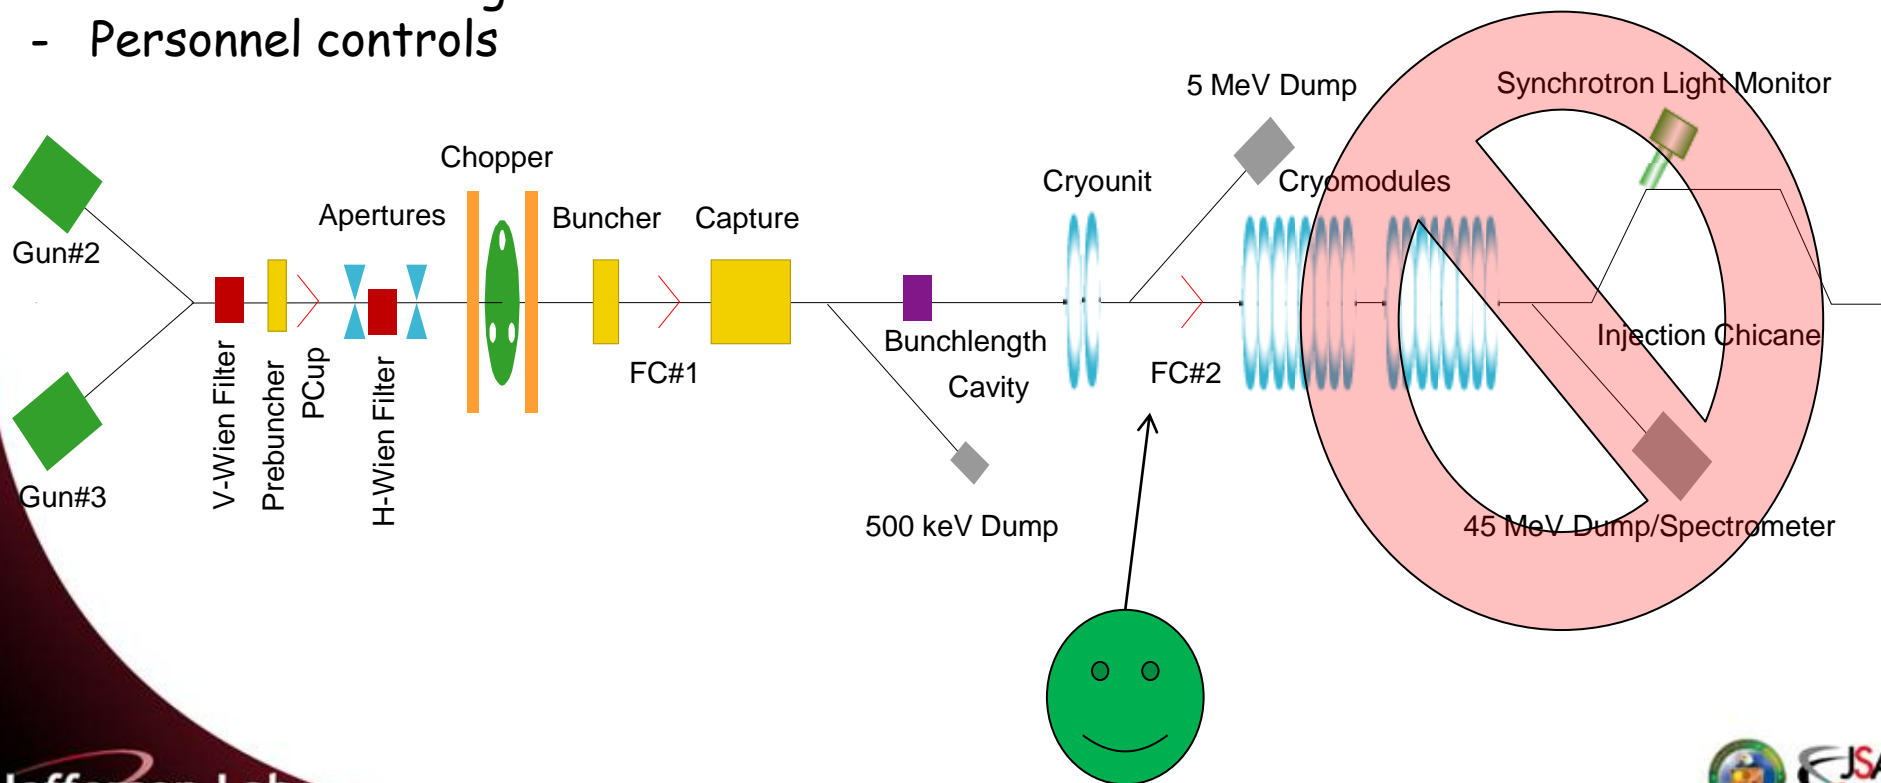 - Personnel controls
5 MeV Dump
Synchrotron Light Monitor
Chopper
Cryounit
Cryomodules
Apertures
Buncher
Capture
Gun#2
Bunchlength
Cavity
Injection Chicane
V-Wien Filter
Prebuncher
PCup
H-Wien Filter
FC#1
FC#2
Gun#3
500 keV Dump
45 MeV Dump/Spectrometer